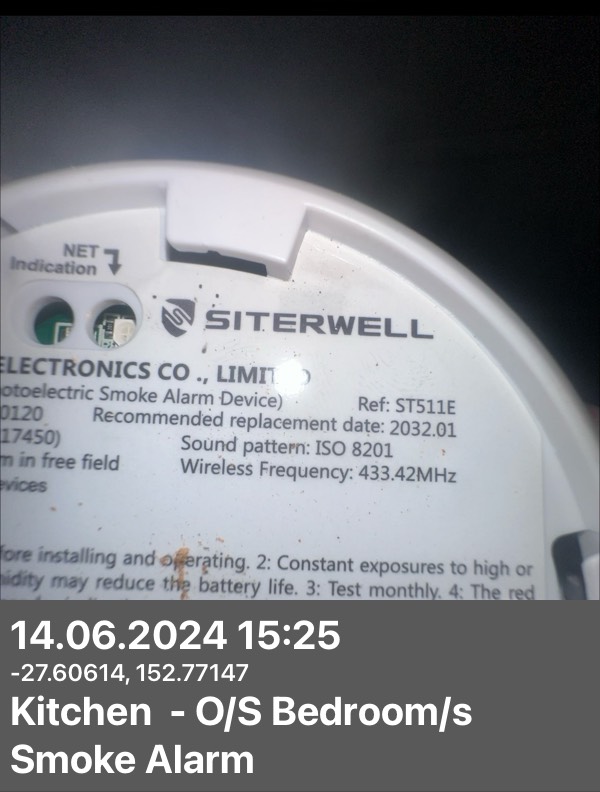 NET
Indication
SITERWELL
ELECTRONICS CO ., LIMIT
otoelectric Smoke Alarm Device)
Ref: ST511E
0120
Recommended replacement date: 2032.01
17450)
Sound pattern: ISO 8201
m in free field
Wireless Frequency: 433.42MHz
evices
fore installing and operating. 2: Constant exposures to high or
idity may reduce the battery life. 3: Test monthly. 4: The red
14.06.2024 15:25
-27.60614, 152.77147
Kitchen - O/S Bedroom/s
Smoke Alarm